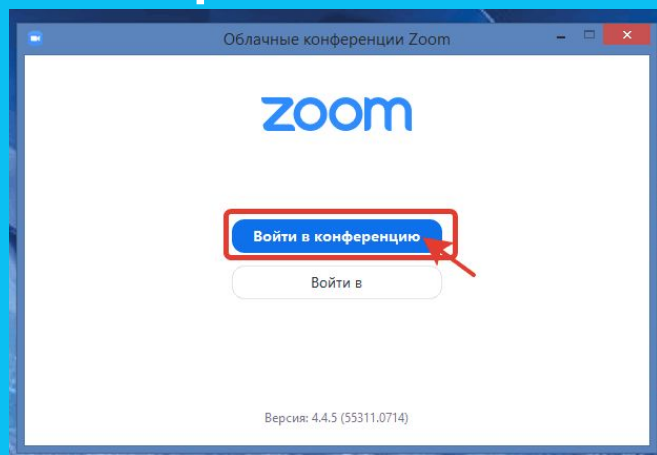 Облачные конференции Zoom
zoom
Войти в конференцию
Войти в
Версия: 4.4.5 (55311.0714)